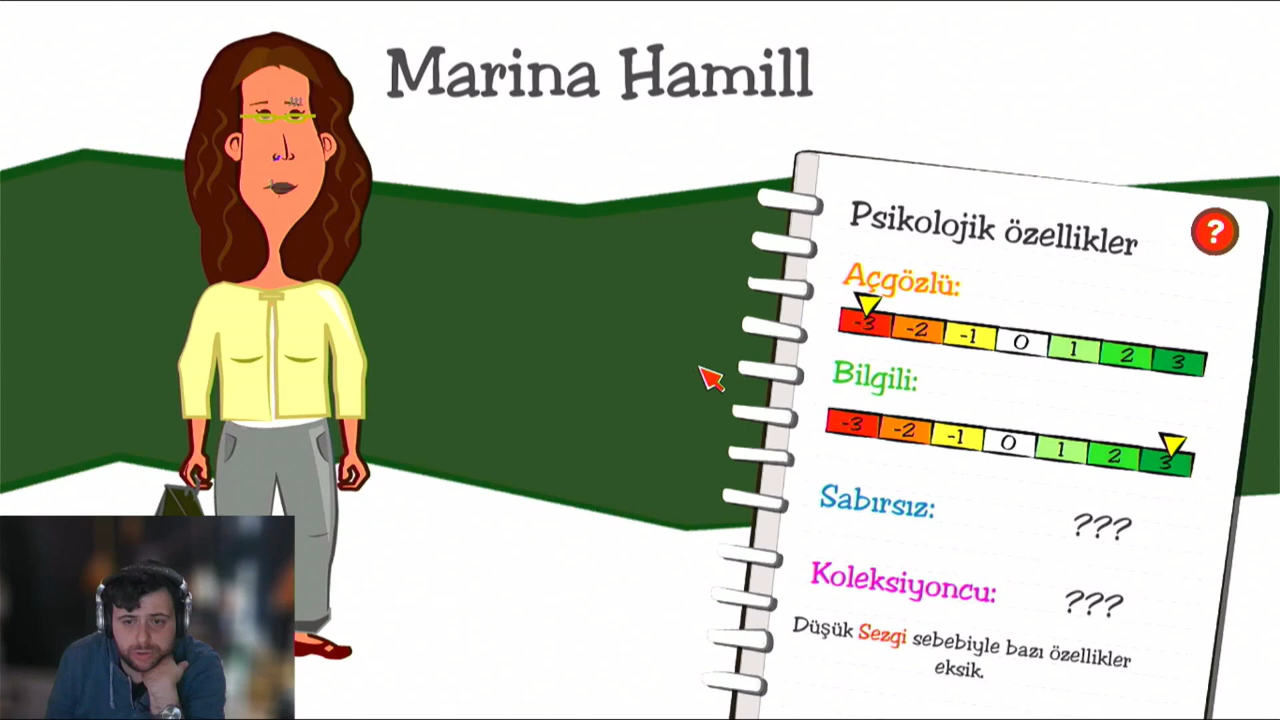 Marina Hamill
Psikolojik özellikler
?
Açgözlü:
-3 -2 -1 0 1 2 3
Bilgili:
-3 -2 -1 0 1 2 3
Sabırsız: ???
Koleksiyoncu: ???
Düşük Sezgi sebebiyle bazı özellikler
eksik.